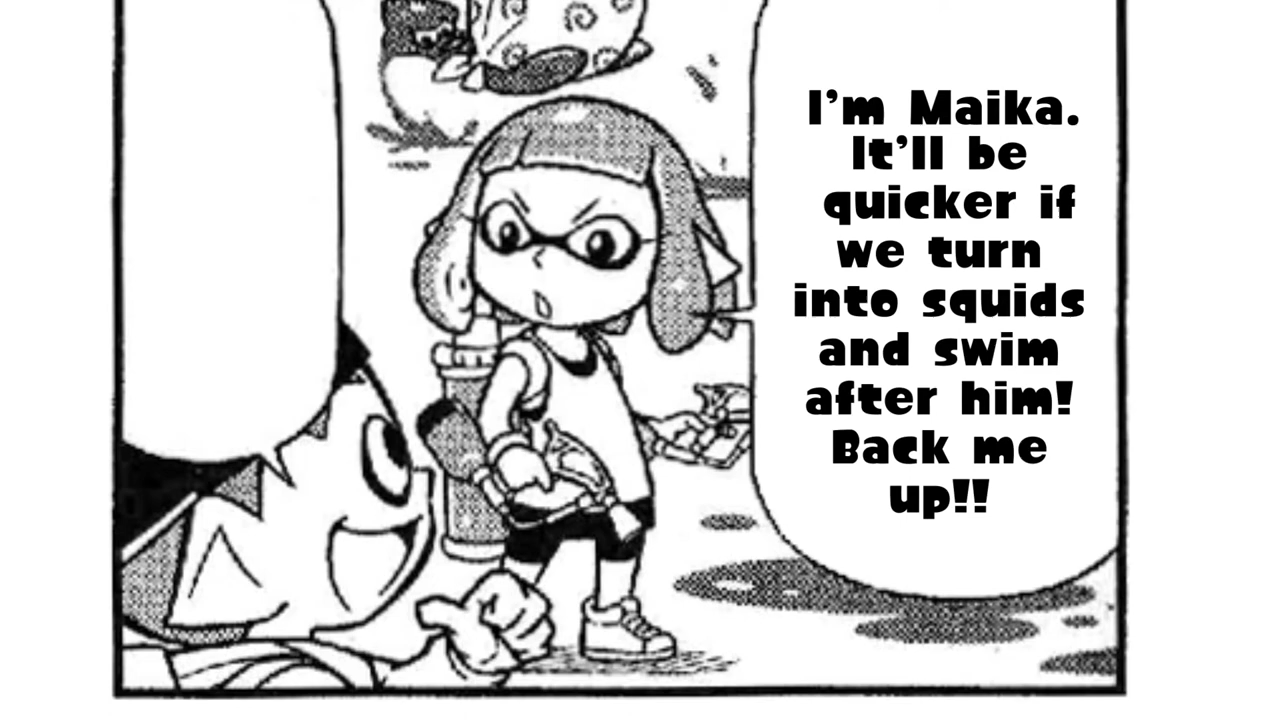 I'm Maika.
It'll be
quicker if
we turn
into squids
and swim
after him!
Back me
up!!